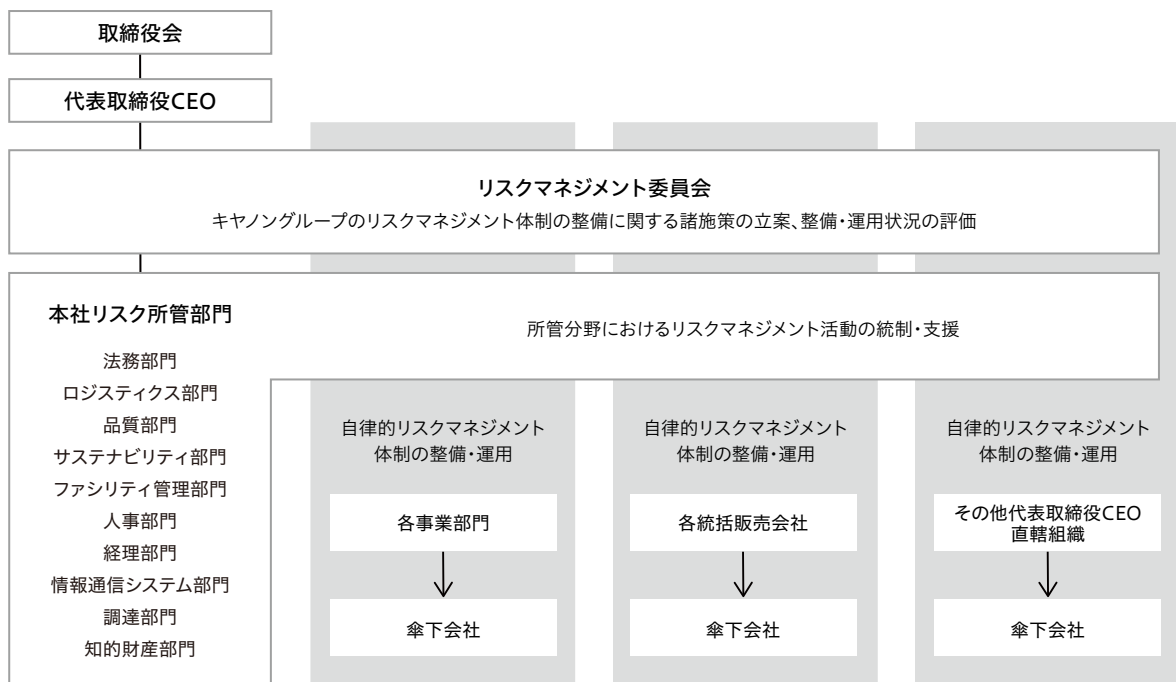 取締役会
代表取締役CEO
リスクマネジメント委員会
キヤノングループのリスクマネジメント体制の整備に関する諸施策の立案、整備・運用状況の評価
本社リスク所管部門
法務部門
ロジスティクス部門
品質部門
サステナビリティ部門
ファシリティ管理部門
人事部門
経理部門
情報通信システム部門
調達部門
知的財産部門
所管分野におけるリスクマネジメント活動の統制・支援
自律的リスクマネジメント
体制の整備・運用
各事業部門
傘下会社
自律的リスクマネジメント
体制の整備・運用
各統括販売会社
傘下会社
自律的リスクマネジメント
体制の整備・運用
その他代表取締役CEO
直轄組織
傘下会社